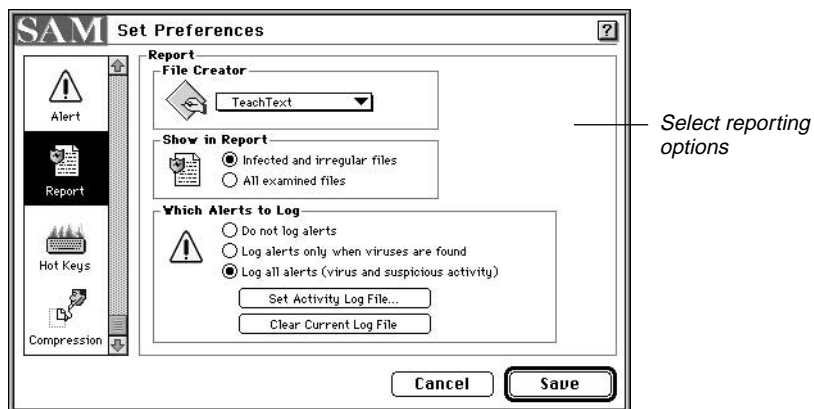 SAM Set Preferences ?
Alert
Report
Hot Keys
Compression
Report
File Creator
TeachText
Show in Report
Infected and irregular files
All examined files
Which Alerts to Log
Do not log alerts
Log alerts only when viruses are found
Log all alerts (virus and suspicious activity)
Set Activity Log File...
Clear Current Log File
Cancel
Save
Select reporting
options